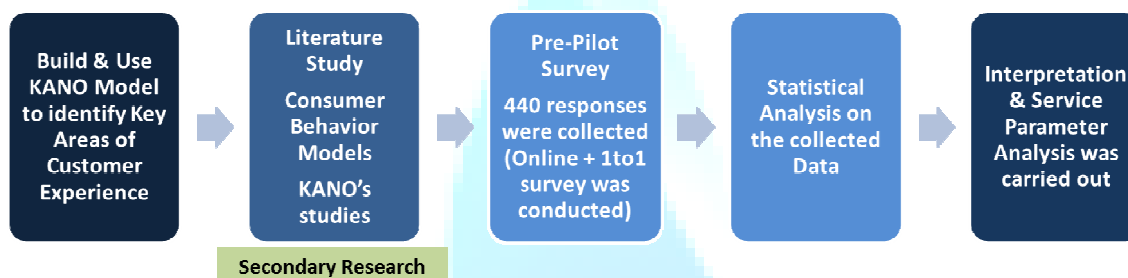 Build & Use
KANO Model
to identify Key
Areas of
Customer
Experience
Literature
Study
Consumer
Behavior
Models
KANO's
studies
Secondary Research
Pre-Pilot
Survey
440 responses
were collected
(Online + 1to1
survey was
conducted)
Statistical
Analysis on
the collected
Data
Interpretation
& Service
Parameter
Analysis was
carried out